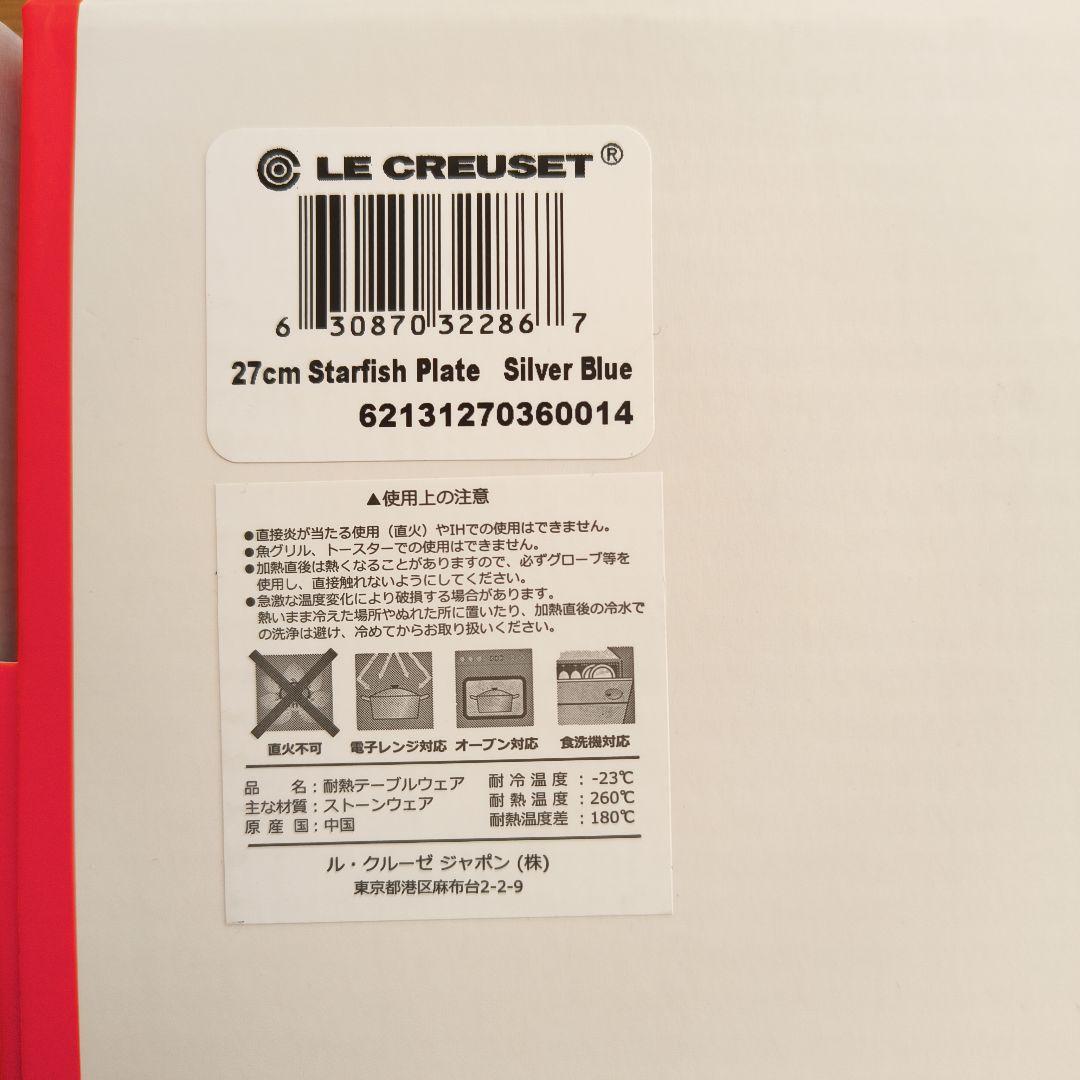 LE CREUSET®
6 30870 32286 7
27cm Starfish Plate Silver Blue
62131270360014
▲使用上の注意
●直接炎が当たる使用（直火）やIHでの使用はできません。
●魚グリル、トースターでの使用はできません。
●加熱直後は熱くなることがありますので、必ずグローブ等を
使用し、直接触れないようにしてください。
●急激な温度変化により破損する場合があります。
熱いまま冷えた場所やぬれた所に置いたり、加熱直後の冷水で
の洗浄は避け、冷めてからお取り扱いください。
直火不可 電子レンジ対応 オーブン対応 食洗機対応
品　　名：耐熱テーブルウェア 耐冷温度：-23℃
主な材質：ストーンウェア 耐熱温度：260℃
原産国：中国 耐熱温度差：180℃
ル・クルーゼ ジャポン (株)
東京都港区麻布台2-2-9